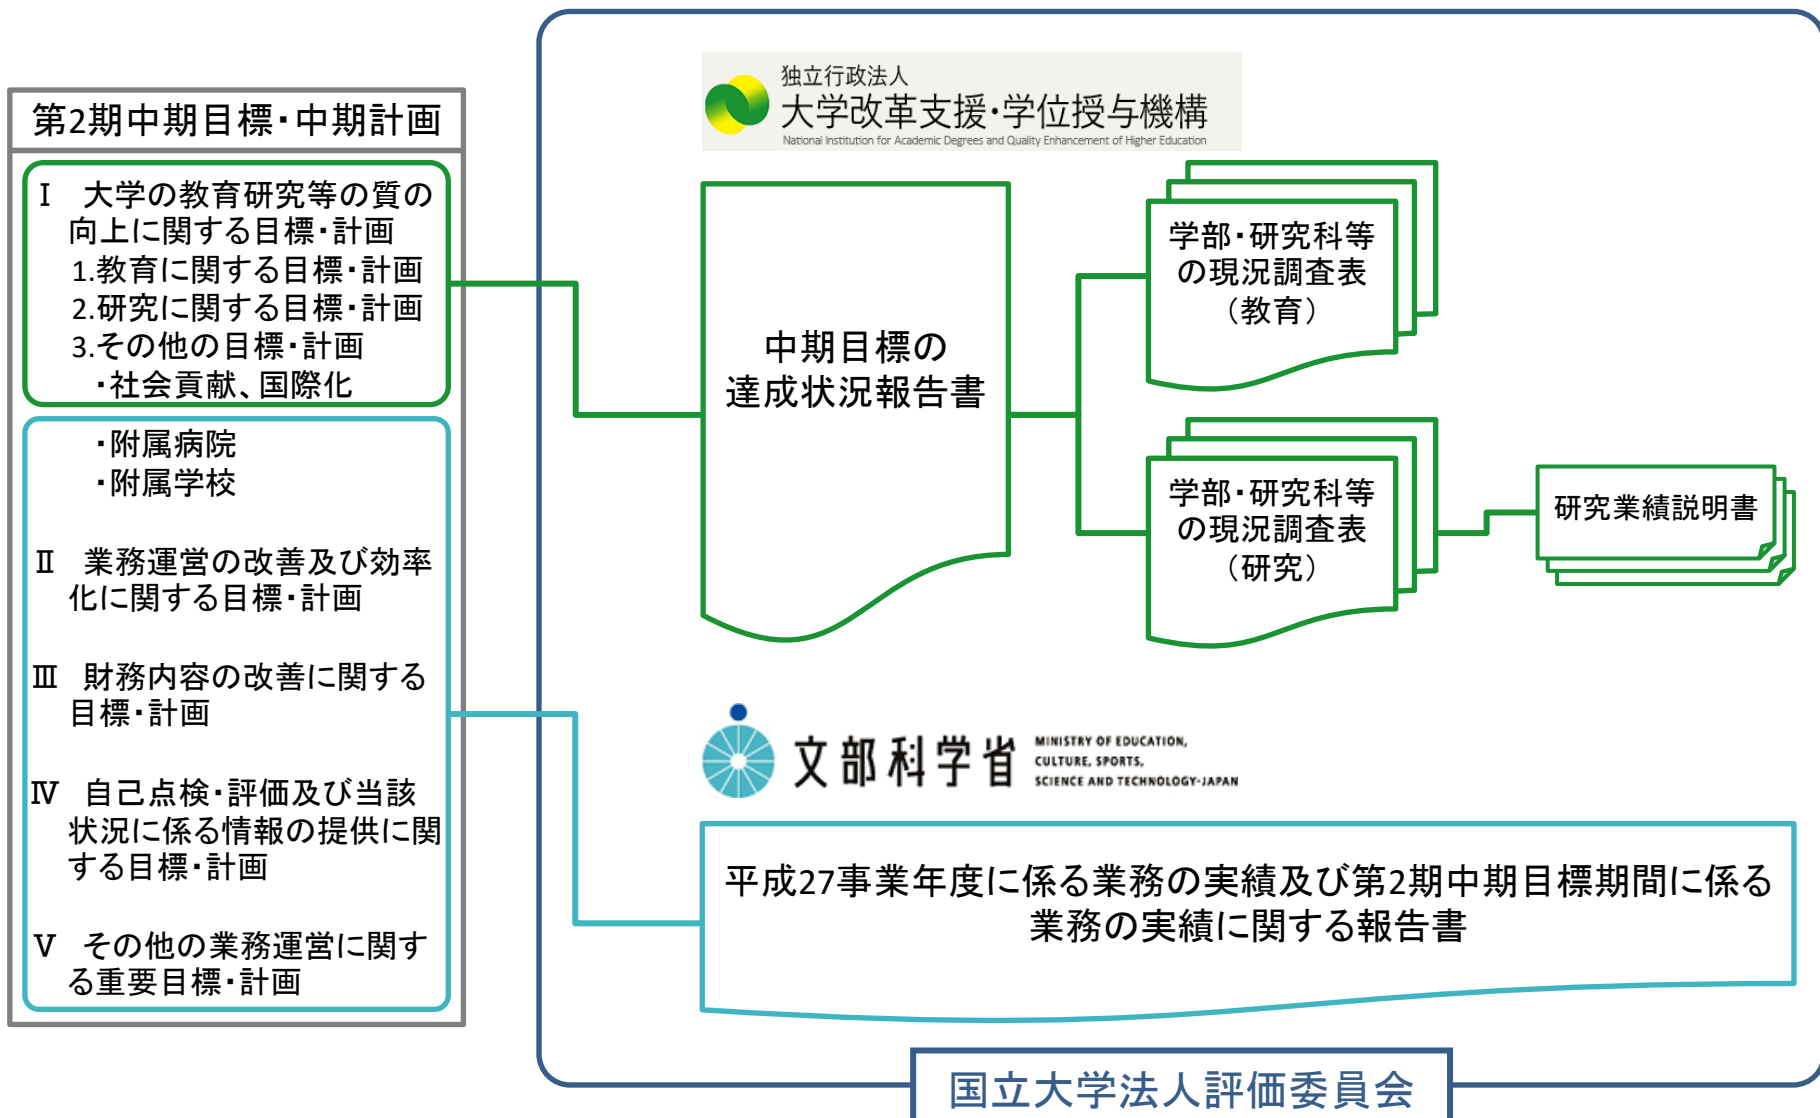 第2期中期目標・中期計画
Ⅰ 大学の教育研究等の質の
向上に関する目標・計画
1.教育に関する目標・計画
2.研究に関する目標・計画
3.その他の目標・計画
・社会貢献、国際化
・附属病院
・附属学校
Ⅱ 業務運営の改善及び効率
化に関する目標・計画
Ⅲ 財務内容の改善に関する
目標・計画
Ⅳ 自己点検・評価及び当該
状況に係る情報の提供に関
する目標・計画
Ⅴ その他の業務運営に関す
る重要目標・計画
独立行政法人
大学改革支援・学位授与機構
National Institution for Academic Degrees and Quality Enhancement of Higher Education
中期目標の
達成状況報告書
学部・研究科等
の現況調査表
（教育）
学部・研究科等
の現況調査表
（研究）
研究業績説明書
文部科学省
MINISTRY OF EDUCATION,
CULTURE, SPORTS,
SCIENCE AND TECHNOLOGY-JAPAN
平成27事業年度に係る業務の実績及び第2期中期目標期間に係る
業務の実績に関する報告書
国立大学法人評価委員会